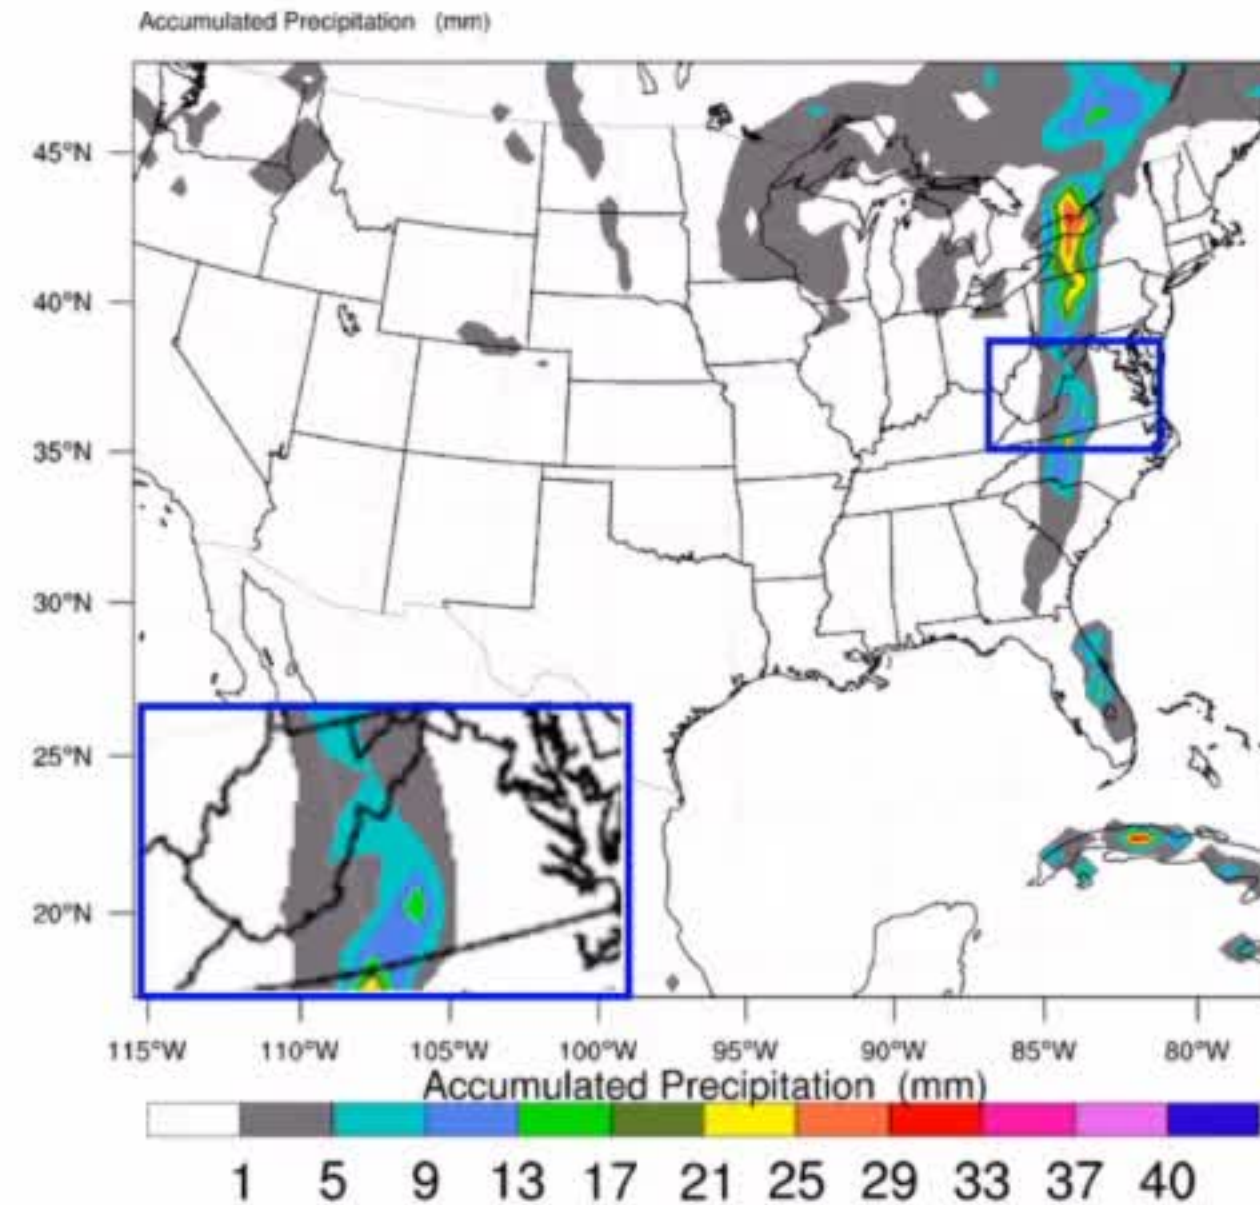 Accumulated Precipitation (mm)
45°N
40°N
35°N
30°N
25°N
20°N
115°W 110°W 105°W 100°W 95°W 90°W 85°W 80°W
Accumulated Precipitation (mm)
1 5 9 13 17 21 25 29 33 37 40